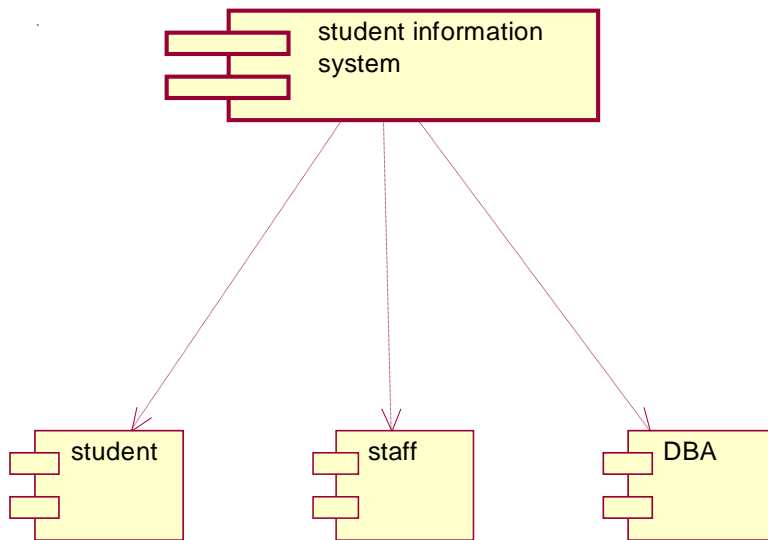 student information
system
student
staff
DBA